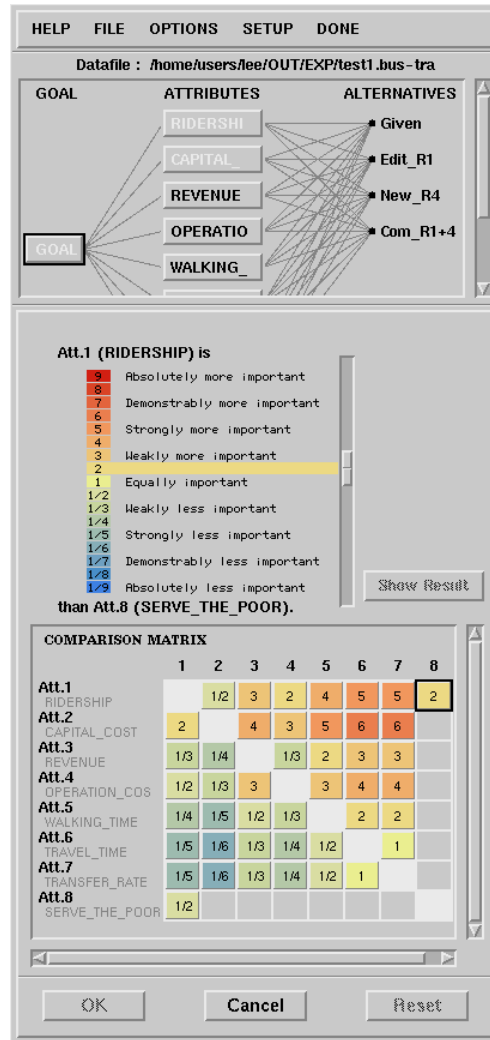 HELP FILE OPTIONS SETUP DONE
Datafile : /home/users/lee/OUT/EXP/test1.bus-tra
GOAL ATTRIBUTES ALTERNATIVES
RIDERSHI Given
CAPITAL_ Edit_R1
REVENUE New_R4
OPERATIO Com_R1+4
GOAL
WALKING_
Att.1 (RIDERSHIP) is
9 Absolutely more important
8
7 Demonstrably more important
6
5 Strongly more important
4
3 Weakly more important
2
1 Equally important
1/2
1/3 Weakly less important
1/4
1/5 Strongly less important
1/6
1/7 Demonstrably less important
1/8
1/9 Absolutely less important
Show Result
than Att.8 (SERVE_THE_POOR).
COMPARISON MATRIX
1 2 3 4 5 6 7 8
Att.1
RIDERSHIP 1/2 3 2 4 5 5 2
Att.2
CAPITAL_COST 2 4 3 5 6 6
Att.3
REVENUE 1/3 1/4 1/3 2 3 3
Att.4
OPERATION_COS 1/2 1/3 3 3 4 4
Att.5
WALKING_TIME 1/4 1/5 1/2 1/3 2 2
Att.6
TRAVEL_TIME 1/5 1/6 1/3 1/4 1/2 1
Att.7
TRANSFER_RATE 1/5 1/6 1/3 1/4 1/2 1
Att.8
SERVE_THE_POOR 1/2
OK Cancel Reset